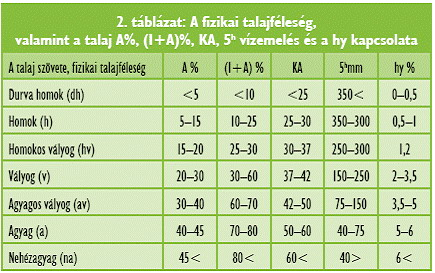 2. táblázat: A fizikai talajféleség,
valamint a talaj A%, (I+A)%, KA, 5h vízemelés és a hy kapcsolata
A talaj szövete, fizikai talajféleség A % (I+A) % KA 5hmm hy %
Durva homok (dh) <5 <10 <25 350< 0–0,5
Homok (h) 5–15 10–25 25–30 350–300 0,5–1
Homokos vályog (hv) 15–20 25–30 30–37 250–300 1,2
Vályog (v) 20–30 30–60 37–42 150–250 2–3,5
Agyagos vályog (av) 30–40 60–70 42–50 75–150 3,5–5
Agyag (a) 40–45 70–80 50–60 40–75 5–6
Nehézagyag (na) 45< 80< 60< 40> 6<